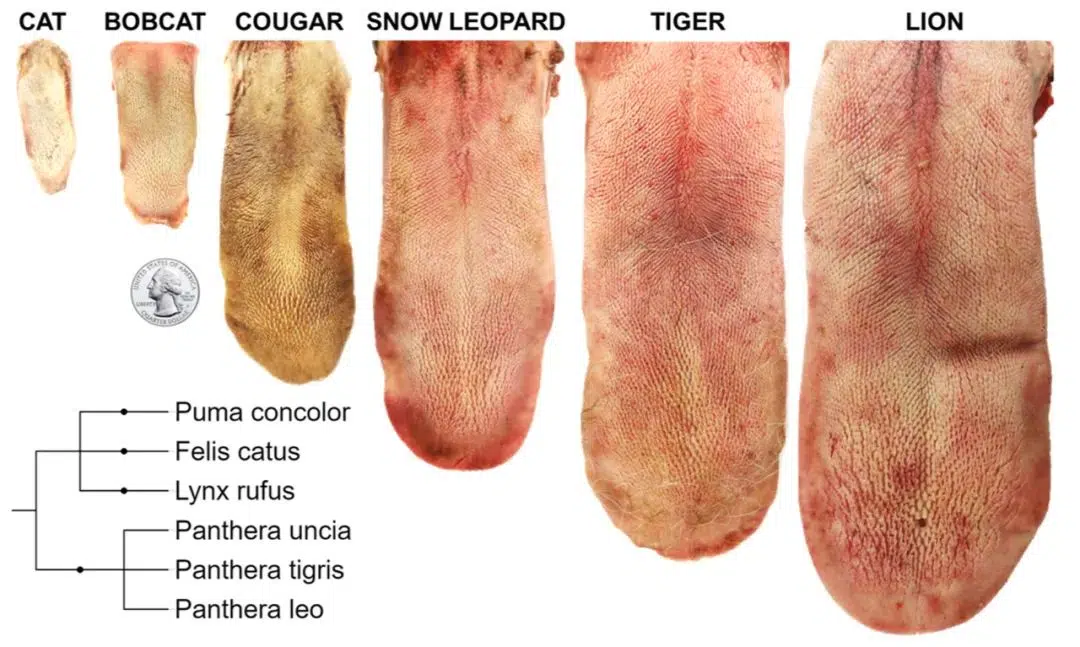 CAT
BOBCAT
COUGAR
SNOW LEOPARD
TIGER
LION
UNITED STATES OF AMERICA
LIBERTY
QUARTER DOLLAR
Puma concolor
Felis catus
Lynx rufus
Panthera uncia
Panthera tigris
Panthera leo